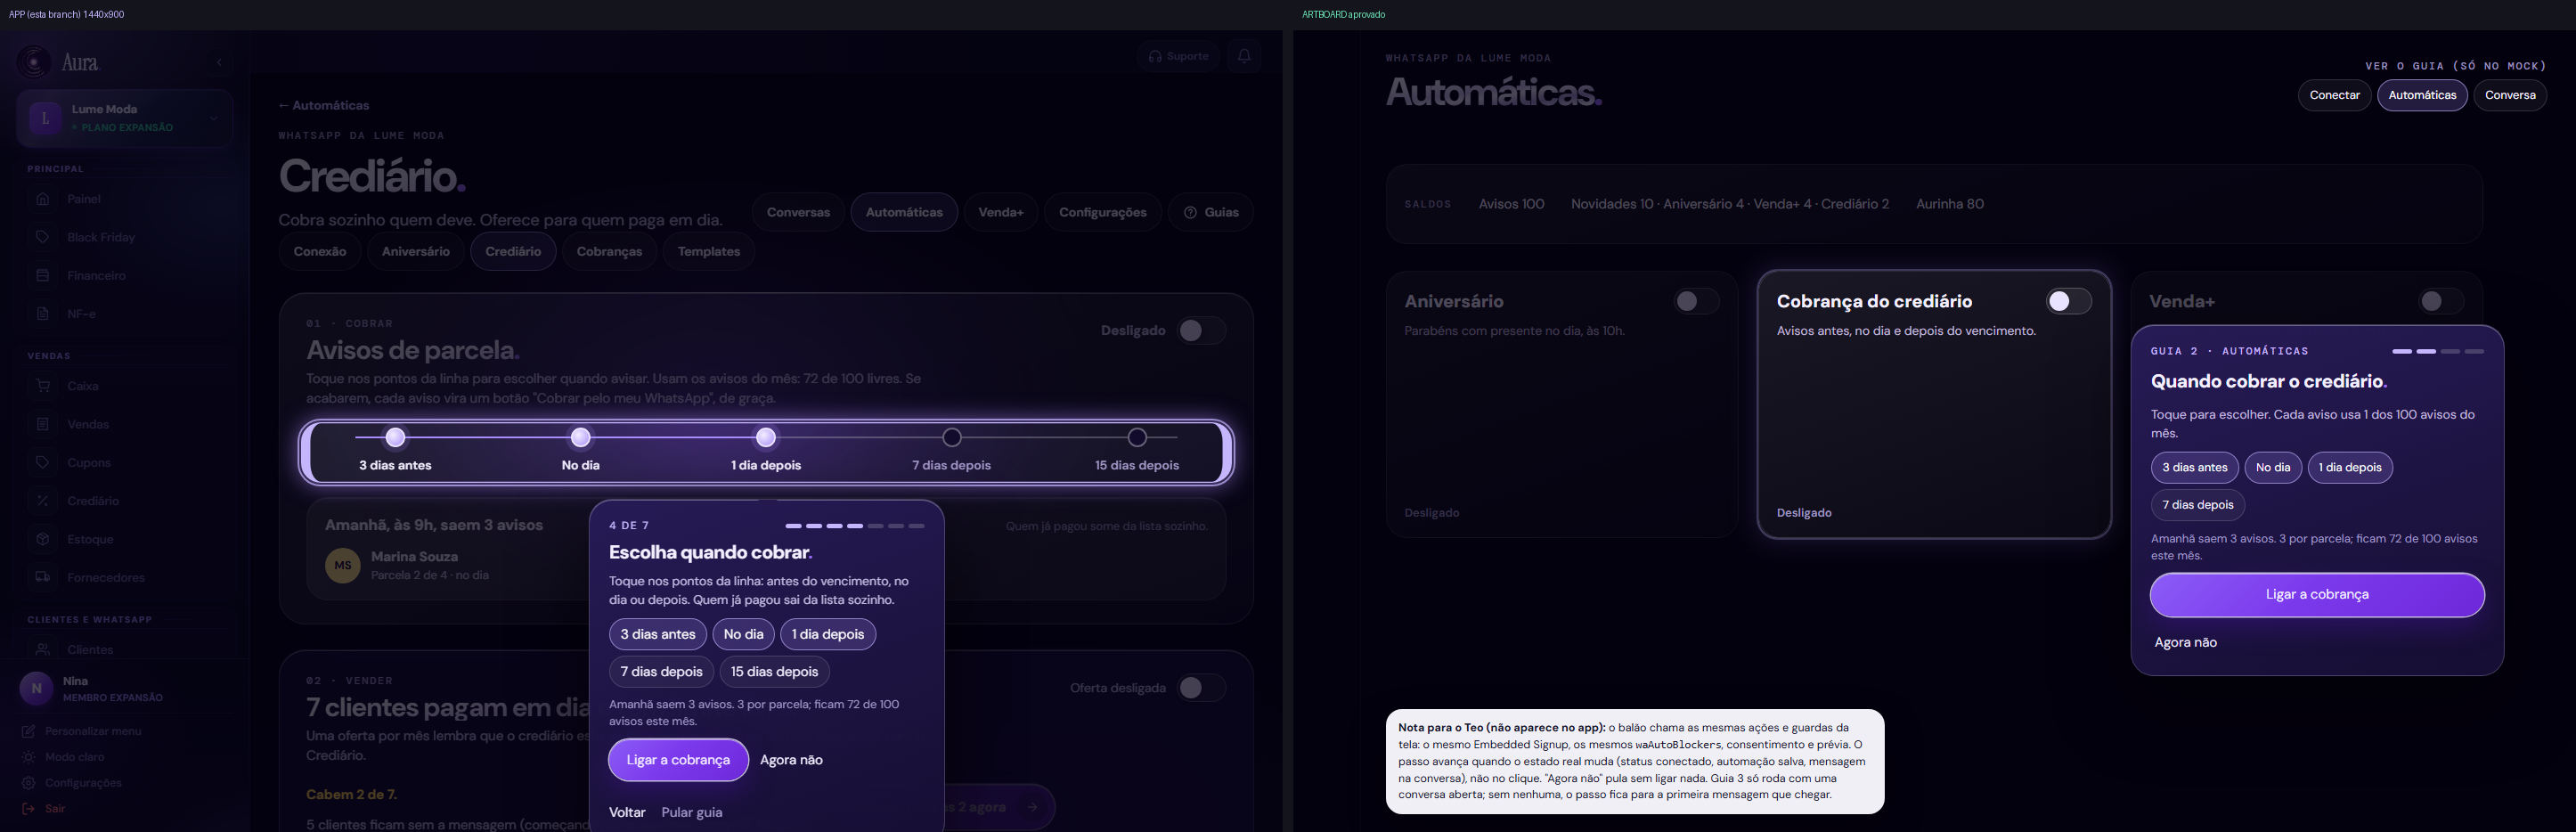 APP (esta branch) 1440x900
Aura
Suporte
Lume Moda
PLANO EXPANSÃO
L
PRINCIPAL
Painel
Black Friday
Financeiro
NF-e
VENDAS
Caixa
Vendas
Cupons
Crediário
Estoque
Fornecedores
CLIENTES E WHATSAPP
Clientes
N
Nina
MEMBRO EXPANSÃO
Personalizar menu
Modo claro
Configurações
Sair
← Automáticas
WHATSAPP DA LUME MODA
Crediário.
Cobra sozinho quem deve. Oferece para quem paga em dia.
Conversas
Automáticas
Venda+
Configurações
Guias
Conexão
Aniversário
Crediário
Cobranças
Templates
01 · COBRAR
Avisos de parcela.
Desligado
Toque nos pontos da linha para escolher quando avisar. Usam os avisos do mês: 72 de 100 livres. Se
acabarem, cada aviso vira um botão "Cobrar pelo meu WhatsApp", de graça.
3 dias antes
No dia
1 dia depois
7 dias depois
15 dias depois
Amanhã, às 9h, saem 3 avisos
Quem já pagou some da lista sozinho.
MS
Marina Souza
Parcela 2 de 4 · no dia
4 DE 7
Escolha quando cobrar.
Toque nos pontos da linha: antes do vencimento, no
dia ou depois. Quem já pagou sai da lista sozinho.
3 dias antes
No dia
1 dia depois
7 dias depois
15 dias depois
Amanhã saem 3 avisos. 3 por parcela; ficam 72 de 100
avisos este mês.
Ligar a cobrança
Agora não
Voltar
Pular guia
02 · VENDER
7 clientes pagam em dia
Oferta desligada
Uma oferta por mês lembra que o crediário
Crediário.
Cabem 2 de 7.
5 clientes ficam sem a mensagem (começand
2 agora
ARTBOARD aprovado
WHATSAPP DA LUME MODA
Automáticas.
VER O GUIA (SÓ NO MOCK)
Conectar
Automáticas
Conversa
SALDOS
Avisos 100
Novidades 10 · Aniversário 4 · Venda+ 4 · Crediário 2
Aurinha 80
Aniversário
Parabéns com presente no dia, às 10h.
Desligado
Cobrança do crediário
Avisos antes, no dia e depois do vencimento.
Desligado
Venda+
GUIA 2 · AUTOMÁTICAS
Quando cobrar o crediário.
Toque para escolher. Cada aviso usa 1 dos 100 avisos do
mês.
3 dias antes
No dia
1 dia depois
7 dias depois
Amanhã saem 3 avisos. 3 por parcela; ficam 72 de 100 avisos
este mês.
Ligar a cobrança
Agora não
Nota para o Teo (não aparece no app): o balão chama as mesmas ações e guardas da
tela: o mesmo Embedded Signup, os mesmos waAutoBlockers, consentimento e prévia. O
passo avança quando o estado real muda (status conectado, automação salva, mensagem
na conversa), não no clique. "Agora não" pula sem ligar nada. Guia 3 só roda com uma
conversa aberta; sem nenhuma, o passo fica para a primeira mensagem que chegar.